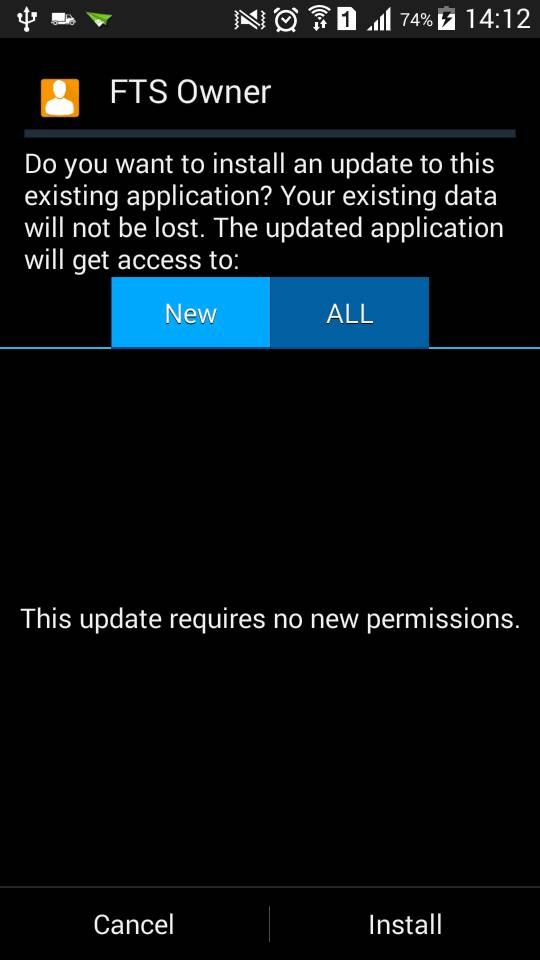 1 74% 14:12
FTS Owner
Do you want to install an update to this
existing application? Your existing data
will not be lost. The updated application
will get access to:
New ALL
This update requires no new permissions.
Cancel Install